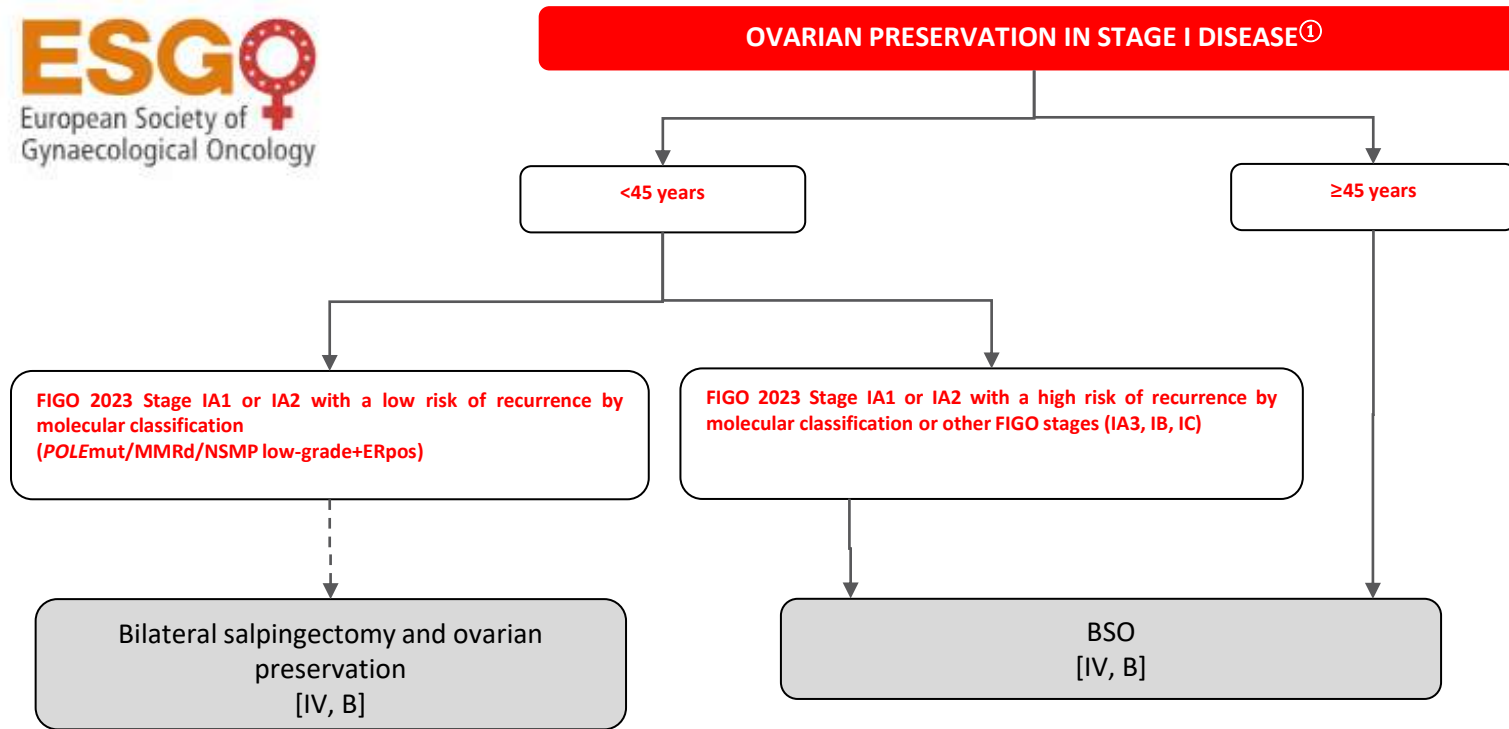 ESGO
European Society of
Gynaecological Oncology
OVARIAN PRESERVATION IN STAGE I DISEASE①
<45 years
≥45 years
FIGO 2023 Stage IA1 or IA2 with a low risk of recurrence by
molecular classification
(POLEmut/MMRd/NSMP low-grade+ERpos)
FIGO 2023 Stage IA1 or IA2 with a high risk of recurrence by
molecular classification or other FIGO stages (IA3, IB, IC)
Bilateral salpingectomy and ovarian
preservation
[IV, B]
BSO
[IV, B]